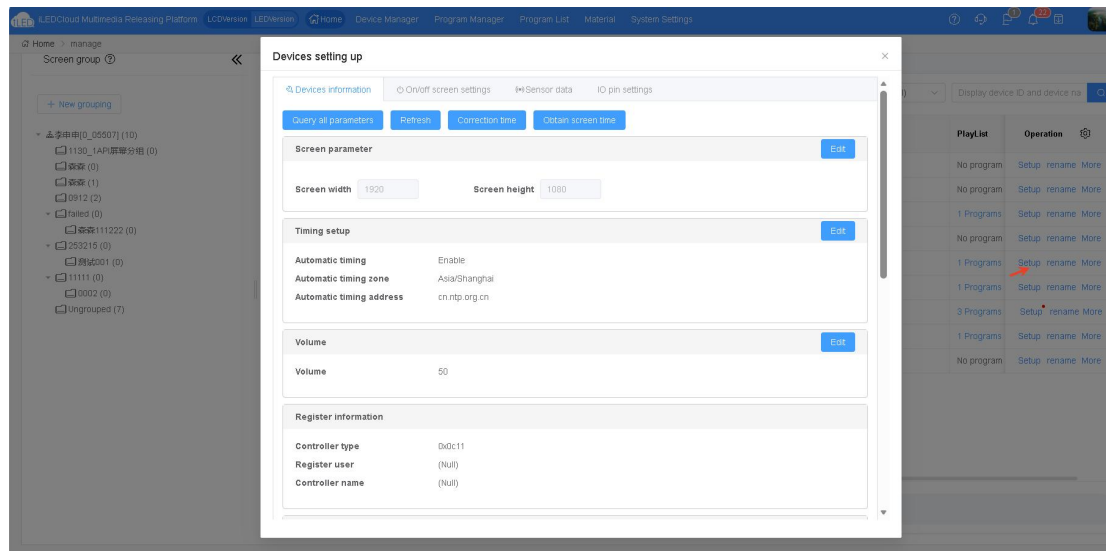 iLEDCloud Multimedia Releasing Platform LCDVersion LEDVersion Home Device Manager Program Manager Program List Material System Settings 22
Home > manage
Screen group
+ New grouping
李申申[0_05507] (10)
1130_1API屏幕分组 (0)
森森 (0)
森森 (1)
0912 (2)
failed (0)
森森111222 (0)
253215 (0)
测试001 (0)
11111 (0)
0002 (0)
Ungrouped (7)
Devices setting up
Devices information On/off screen settings Sensor data IO pin settings
Query all parameters Refresh Correction time Obtain screen time
Screen parameter Edit
Screen width 1920 Screen height 1080
Timing setup Edit
Automatic timing Enable
Automatic timing zone Asia/Shanghai
Automatic timing address cn.ntp.org.cn
Volume Edit
Volume 50
Register information
Controller type 0x0c11
Register user (Null)
Controller name (Null)
Display device ID and device na
PlayList Operation
No program Setup rename More
No program Setup rename More
1 Programs Setup rename More
No program Setup rename More
1 Programs Setup rename More
1 Programs Setup rename More
3 Programs Setup rename More
1 Programs Setup rename More
No program Setup rename More